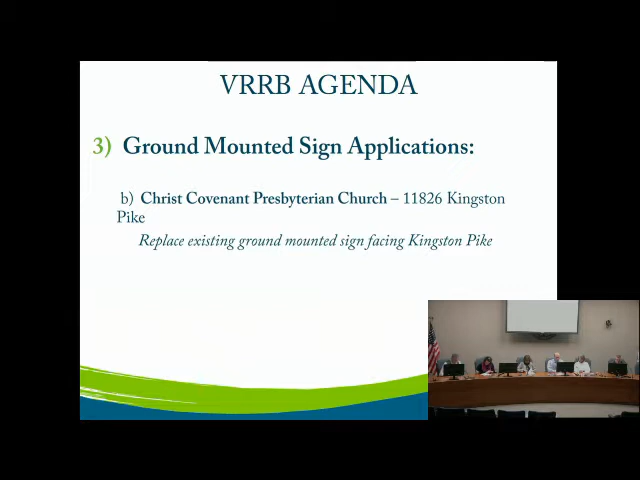 VRRB AGENDA
3) Ground Mounted Sign Applications:
b) Christ Covenant Presbyterian Church – 11826 Kingston
Pike
Replace existing ground mounted sign facing Kingston Pike